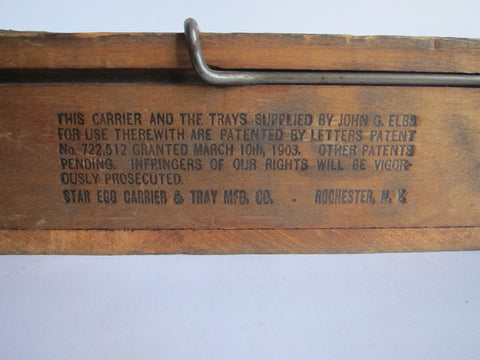 THIS CARRIER AND THE TRAYS SUPPLIED BY JOHN G. ELBS
FOR USE THEREWITH ARE PATENTED BY LETTERS PATENT
No. 722,512 GRANTED MARCH 10th, 1903. OTHER PATENTS
PENDING. INFRINGERS OF OUR RIGHTS WILL BE VIGOR-
OUSLY PROSECUTED.
STAR EGG CARRIER & TRAY MFG. CO. - ROCHESTER, N. Y.